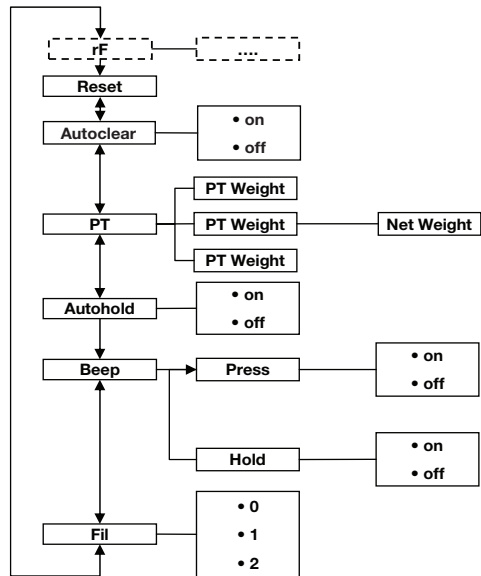 rF
....
Reset
Autoclear
• on
• off
PT Weight
PT
PT Weight
Net Weight
PT Weight
Autohold
• on
• off
Beep
Press
• on
• off
Hold
• on
• off
Fil
• 0
• 1
• 2